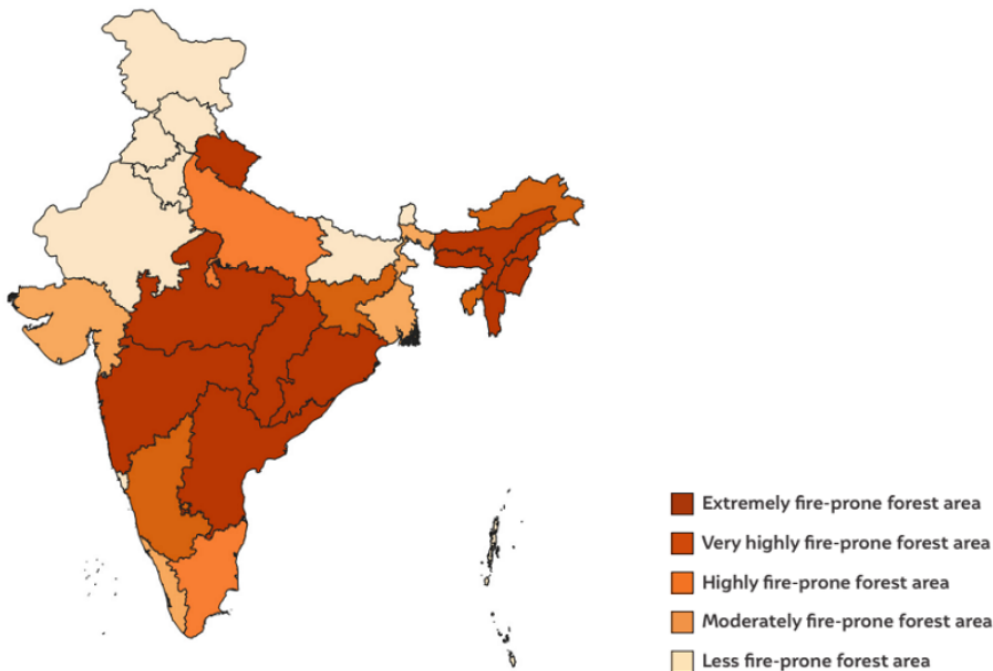 Extremely fire-prone forest area
Very highly fire-prone forest area
Highly fire-prone forest area
Moderately fire-prone forest area
Less fire-prone forest area